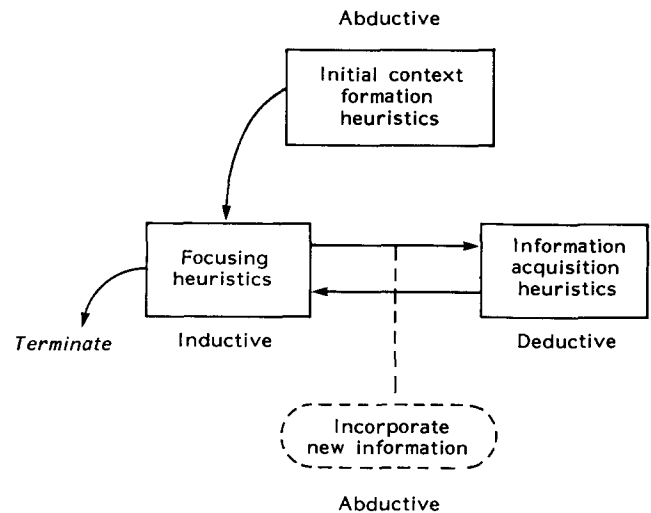 Abductive
Initial context
formation
heuristics
Focusing
heuristics
Information
acquisition
heuristics
Terminate
Inductive
Deductive
Incorporate
new information
Abductive